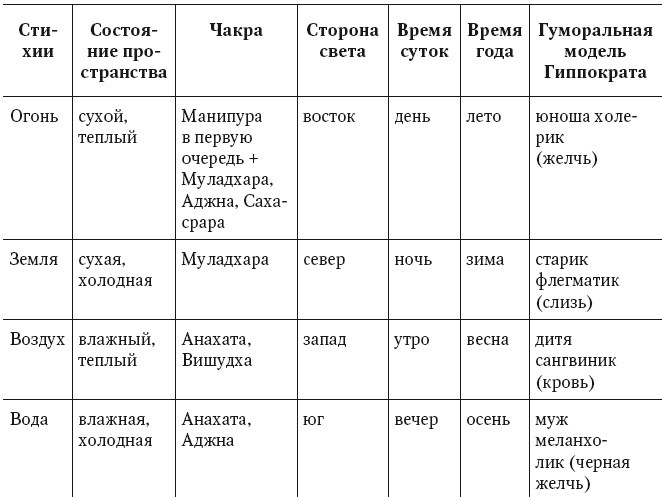 Сти-
хии
Состоя-
ние про-
странства
Чакра
Сторона
света
Время
суток
Время
года
Гуморальная
модель
Гиппократа
Огонь
сухой,
теплый
Манипура
в первую
очередь +
Муладхара,
Аджна, Саха-
срара
восток
день
лето
юноша холе-
рик
(желчь)
Земля
сухая,
холодная
Муладхара
север
ночь
зима
старик
флегматик
(слизь)
Воздух
влажный,
теплый
Анахата,
Вишудха
запад
утро
весна
дитя
сангвиник
(кровь)
Вода
влажная,
холодная
Анахата,
Аджна
юг
вечер
осень
муж
меланхо-
лик (черная
желчь)